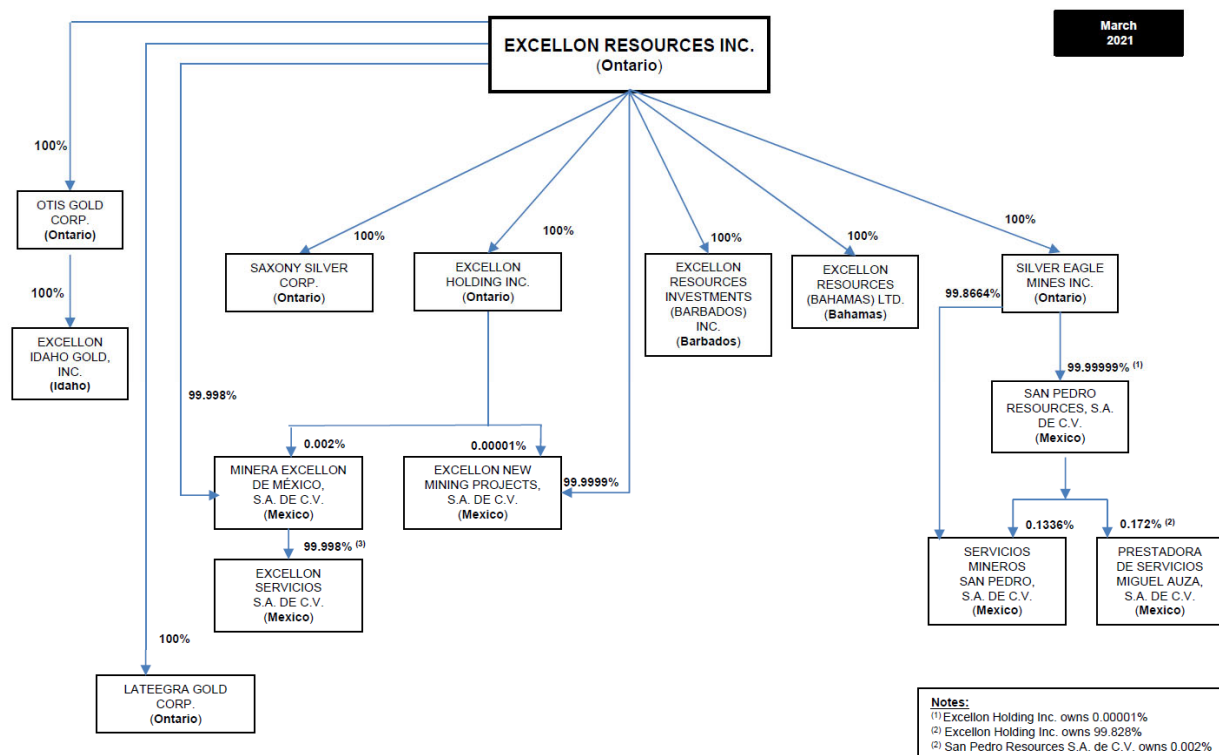 March
2021
EXCELLON RESOURCES INC.
(Ontario)
100%
OTIS GOLD
CORP.
(Ontario)
100%
EXCELLON
IDAHO GOLD,
INC.
(Idaho)
100%
SAXONY SILVER
CORP.
(Ontario)
100%
EXCELLON
HOLDING INC.
(Ontario)
100%
EXCELLON
RESOURCES
INVESTMENTS
(BARBADOS)
INC.
(Barbados)
100%
EXCELLON
RESOURCES
(BAHAMAS) LTD.
(Bahamas)
100%
SILVER EAGLE
MINES INC.
(Ontario)
99.8664%
99.99999% (1)
SAN PEDRO
RESOURCES, S.A.
DE C.V.
(Mexico)
99.998%
0.002%
MINERA EXCELLON
DE MÉXICO,
S.A. DE C.V.
(Mexico)
0.00001%
EXCELLON NEW
MINING PROJECTS,
S.A. DE C.V.
(Mexico)
99.9999%
99.998% (3)
EXCELLON
SERVICIOS
S.A. DE C.V.
(Mexico)
0.1336%
SERVICIOS
MINEROS
SAN PEDRO,
S.A. DE C.V.
(Mexico)
0.172% (2)
PRESTADORA
DE SERVICIOS
MIGUEL AUZA,
S.A. DE C.V.
(Mexico)
100%
LATEEGRA GOLD
CORP.
(Ontario)
Notes:
(1) Excellon Holding Inc. owns 0.00001%
(2) Excellon Holding Inc. owns 99.828%
(2) San Pedro Resources S.A. de C.V. owns 0.002%